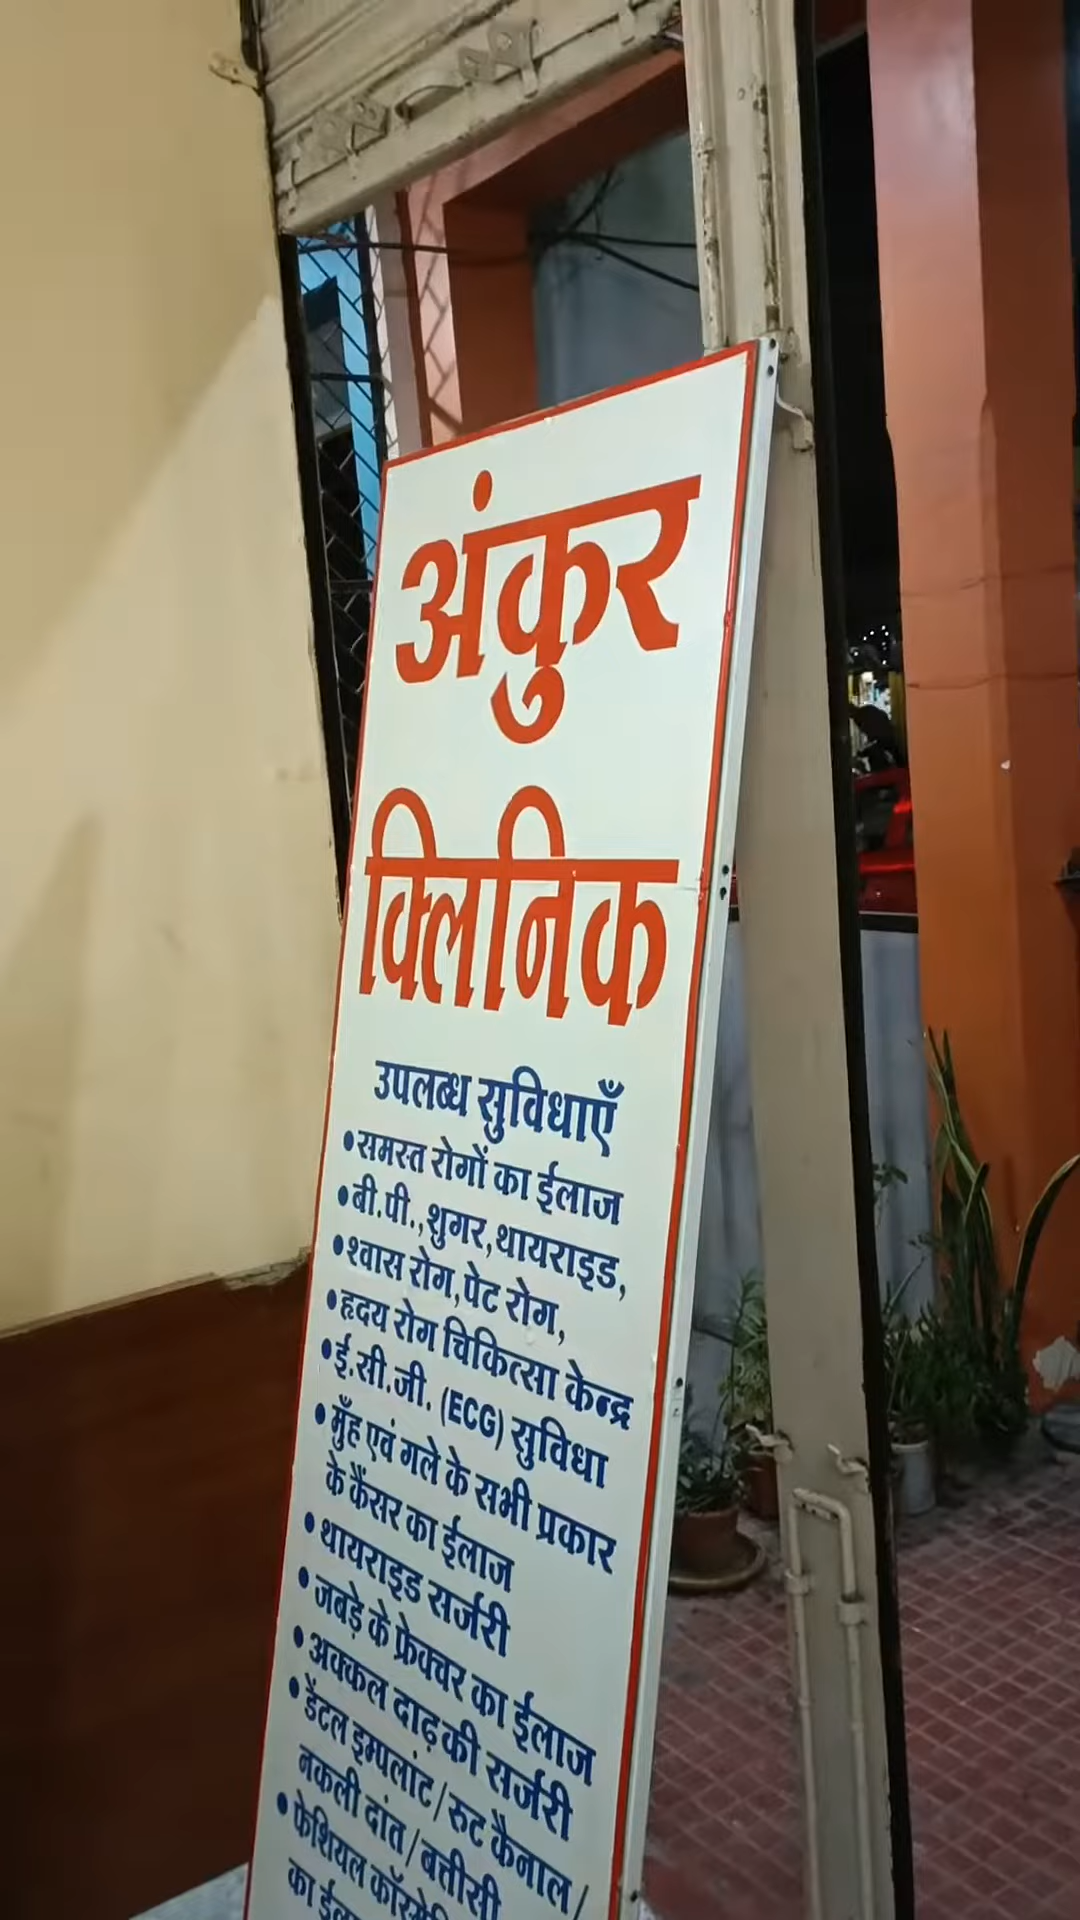 अंकुर
क्लिनिक
उपलब्ध सुविधाएँ
•समस्त रोगों का ईलाज
•बी.पी., शुगर, थायराइड,
•श्वास रोग, पेट रोग,
•हृदय रोग चिकित्सा केन्द्र
•ई.सी.जी. (ECG) सुविधा
•मुँह एवं गले के सभी प्रकार
के कैंसर का ईलाज
•थायराइड सर्जरी
•जबड़े के फ्रेक्चर का ईलाज
•अक्कल दाढ़ की सर्जरी
•डेंटल इम्पलांट/रुट कैनाल/
नकली दांत/बत्तीसी
•फेशियल
का